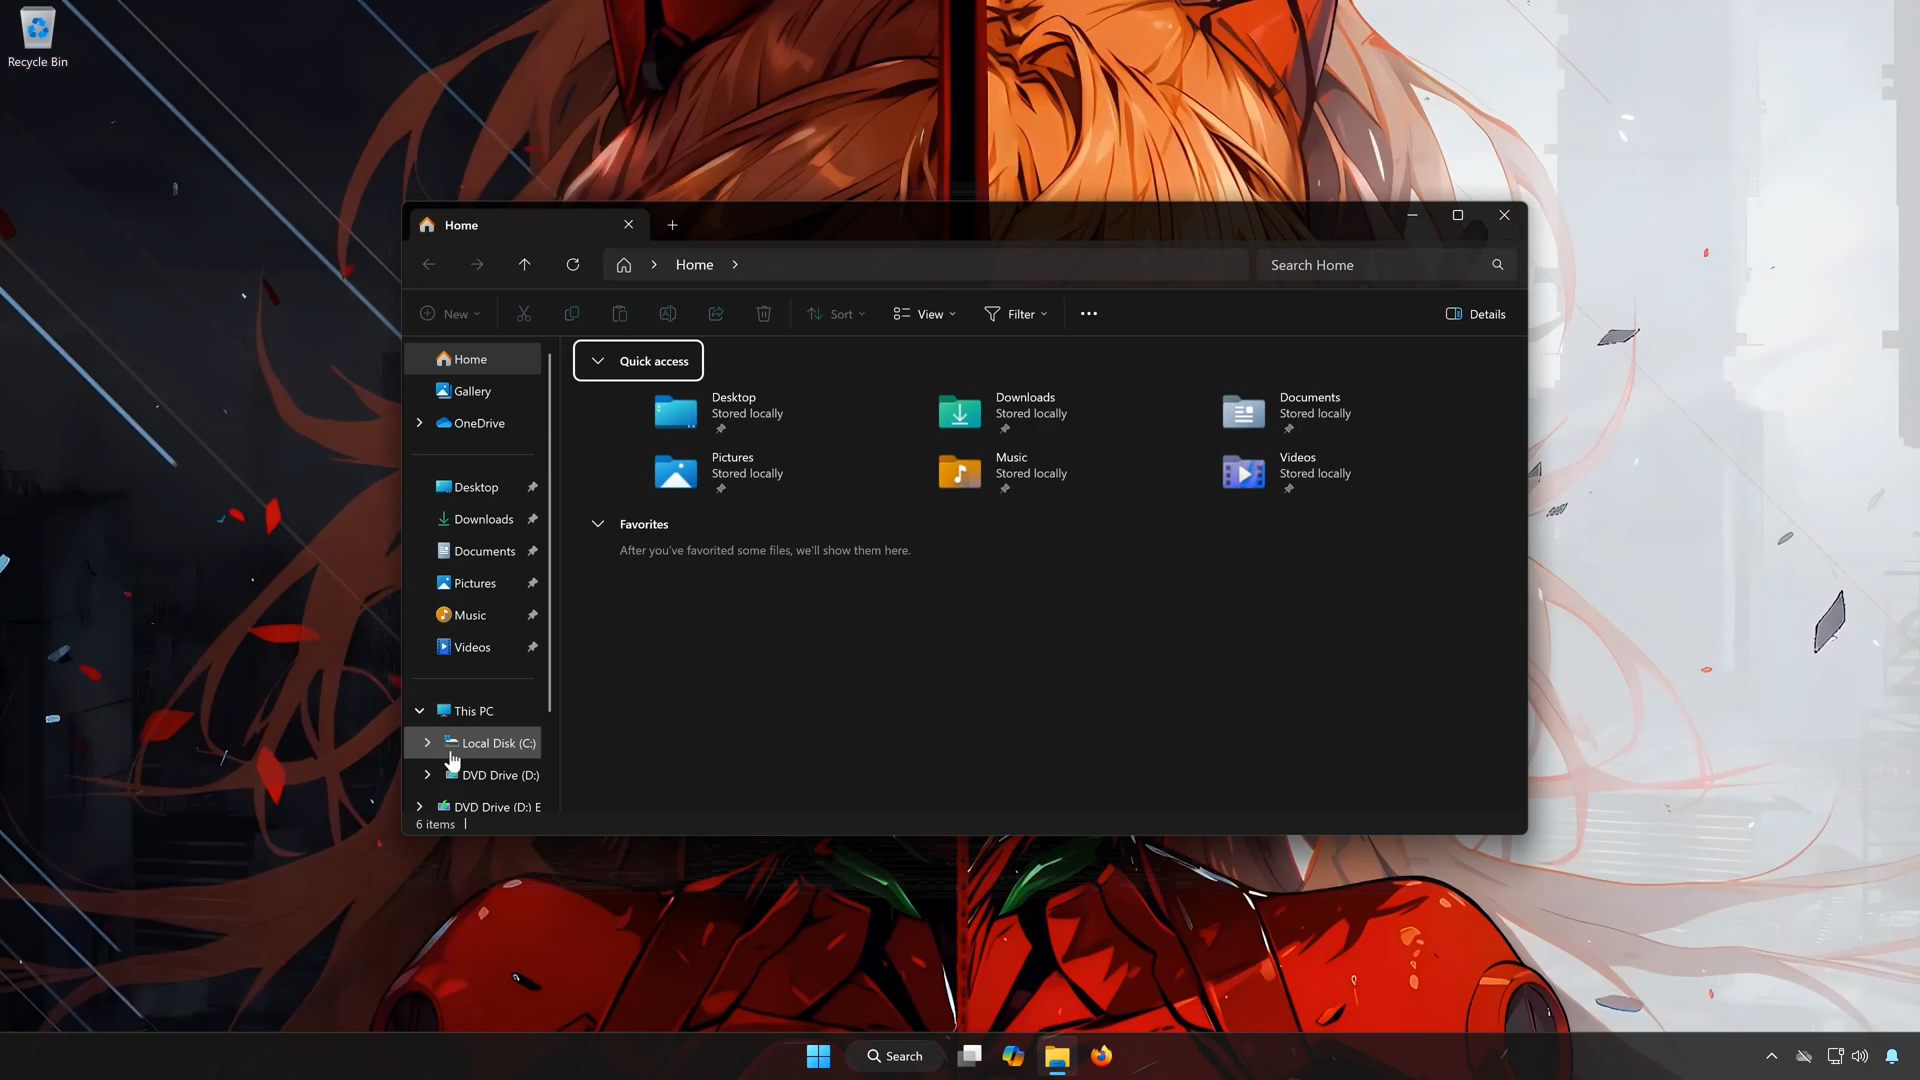 Recycle Bin
Home
Home
Search Home
New
Sort
View
Filter
Details
Home
Gallery
OneDrive
Desktop
Downloads
Documents
Pictures
Music
Videos
This PC
Local Disk (C:)
DVD Drive (D:)
DVD Drive (D:) E
Quick access
Desktop
Stored locally
Downloads
Stored locally
Documents
Stored locally
Pictures
Stored locally
Music
Stored locally
Videos
Stored locally
Favorites
After you've favorited some files, we'll show them here.
6 items
Search